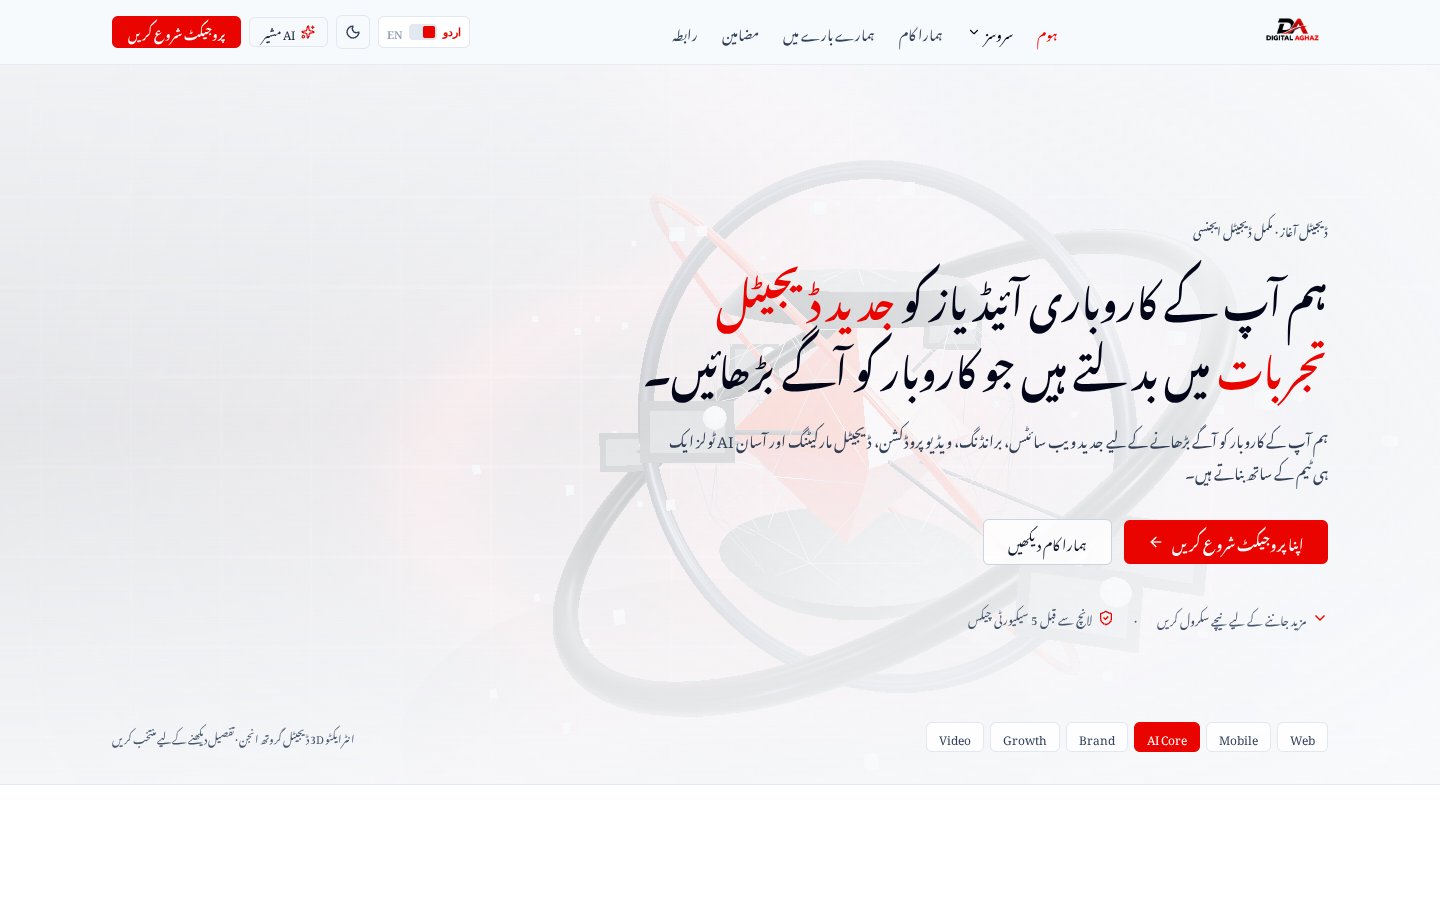 DIGITAL AGHAZ
ہوم
سروسز
ہمارا کام
ہمارے بارے میں
مضامین
رابطہ
اردو
EN
AI مشیر
پروجیکٹ شروع کریں
ڈیجیٹل آغاز · مکمل ڈیجیٹل ایجنسی
ہم آپ کے کاروباری آئیڈیاز کو جدید ڈیجیٹل
تجربات میں بدلتے ہیں جو کاروبار کو آگے بڑھائیں۔
ہم آپ کے کاروبار کو آگے بڑھانے کے لیے جدید ویب سائٹس، برانڈنگ، ویڈیو پروڈکشن، ڈیجیٹل مارکیٹنگ اور آسان AI ٹولز ایک
ہی ٹیم کے ساتھ بناتے ہیں۔
اپنا پروجیکٹ شروع کریں
ہمارا کام دیکھیں
مزید جاننے کے لیے نیچے سکرول کریں
·
لانچ سے قبل 5 سیکیورٹی چیکس
Web
Mobile
AI Core
Brand
Growth
Video
انٹرایکٹو 3D ڈیجیٹل گروتھ انجن · تفصیل دیکھنے کے لیے منتخب کریں